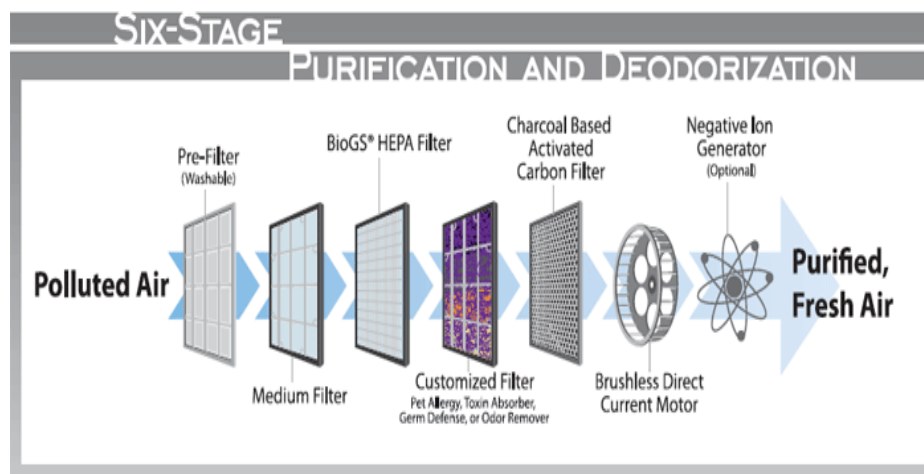 SIX-STAGE
PURIFICATION AND DEODORIZATION
Pre-Filter
(Washable)
BioGS® HEPA Filter
Charcoal Based
Activated
Carbon Filter
Negative Ion
Generator
(Optional)
Polluted Air
Purified,
Fresh Air
Medium Filter
Customized Filter
Pet Allergy, Toxin Absorber,
Germ Defense, or Odor Remover
Brushless Direct
Current Motor